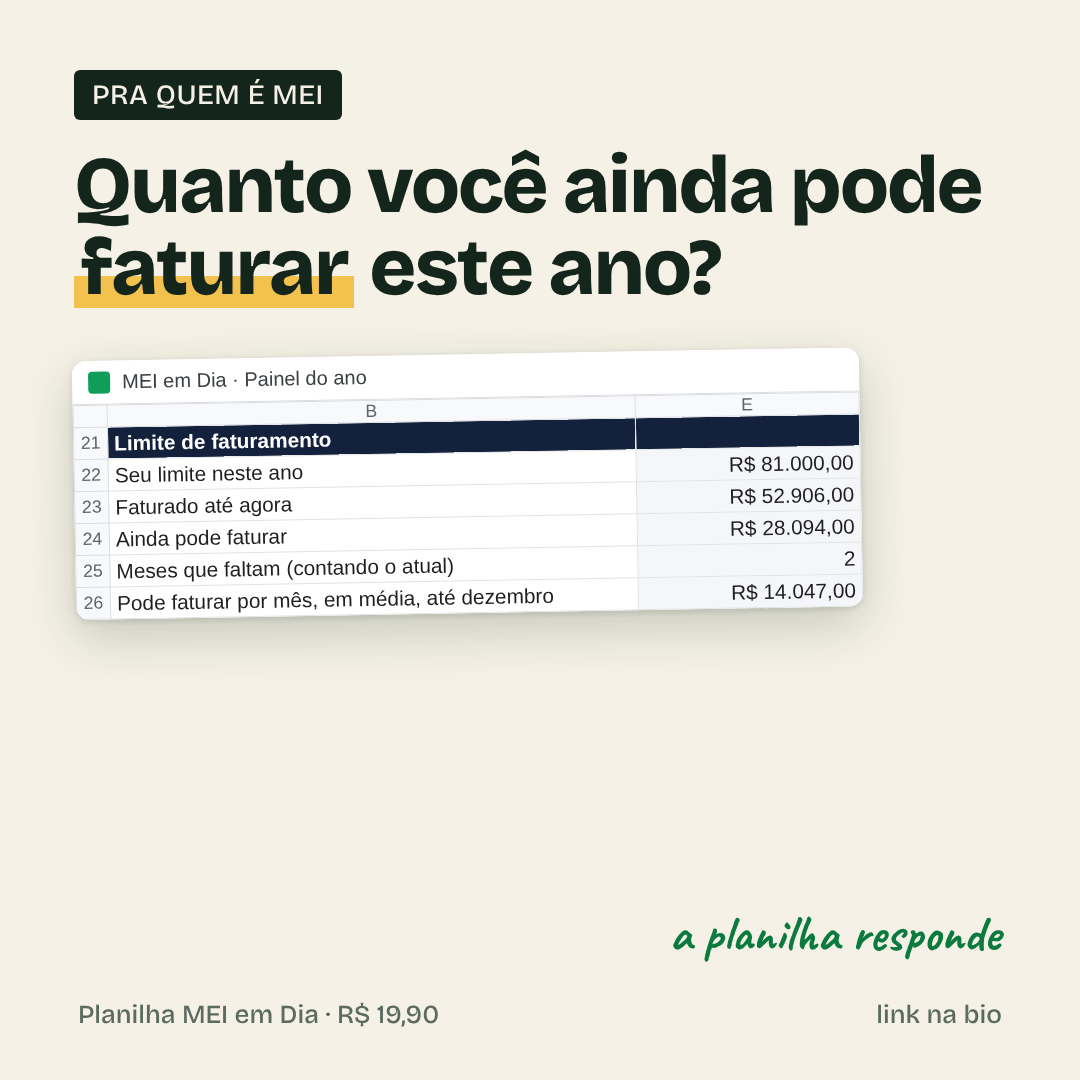 PRA QUEM É MEI
Quanto você ainda pode
faturar este ano?
MEI em Dia · Painel do ano
B E
21 Limite de faturamento
22 Seu limite neste ano R$ 81.000,00
23 Faturado até agora R$ 52.906,00
24 Ainda pode faturar R$ 28.094,00
25 Meses que faltam (contando o atual) 2
26 Pode faturar por mês, em média, até dezembro R$ 14.047,00
a planilha responde
Planilha MEI em Dia · R$ 19,90 link na bio